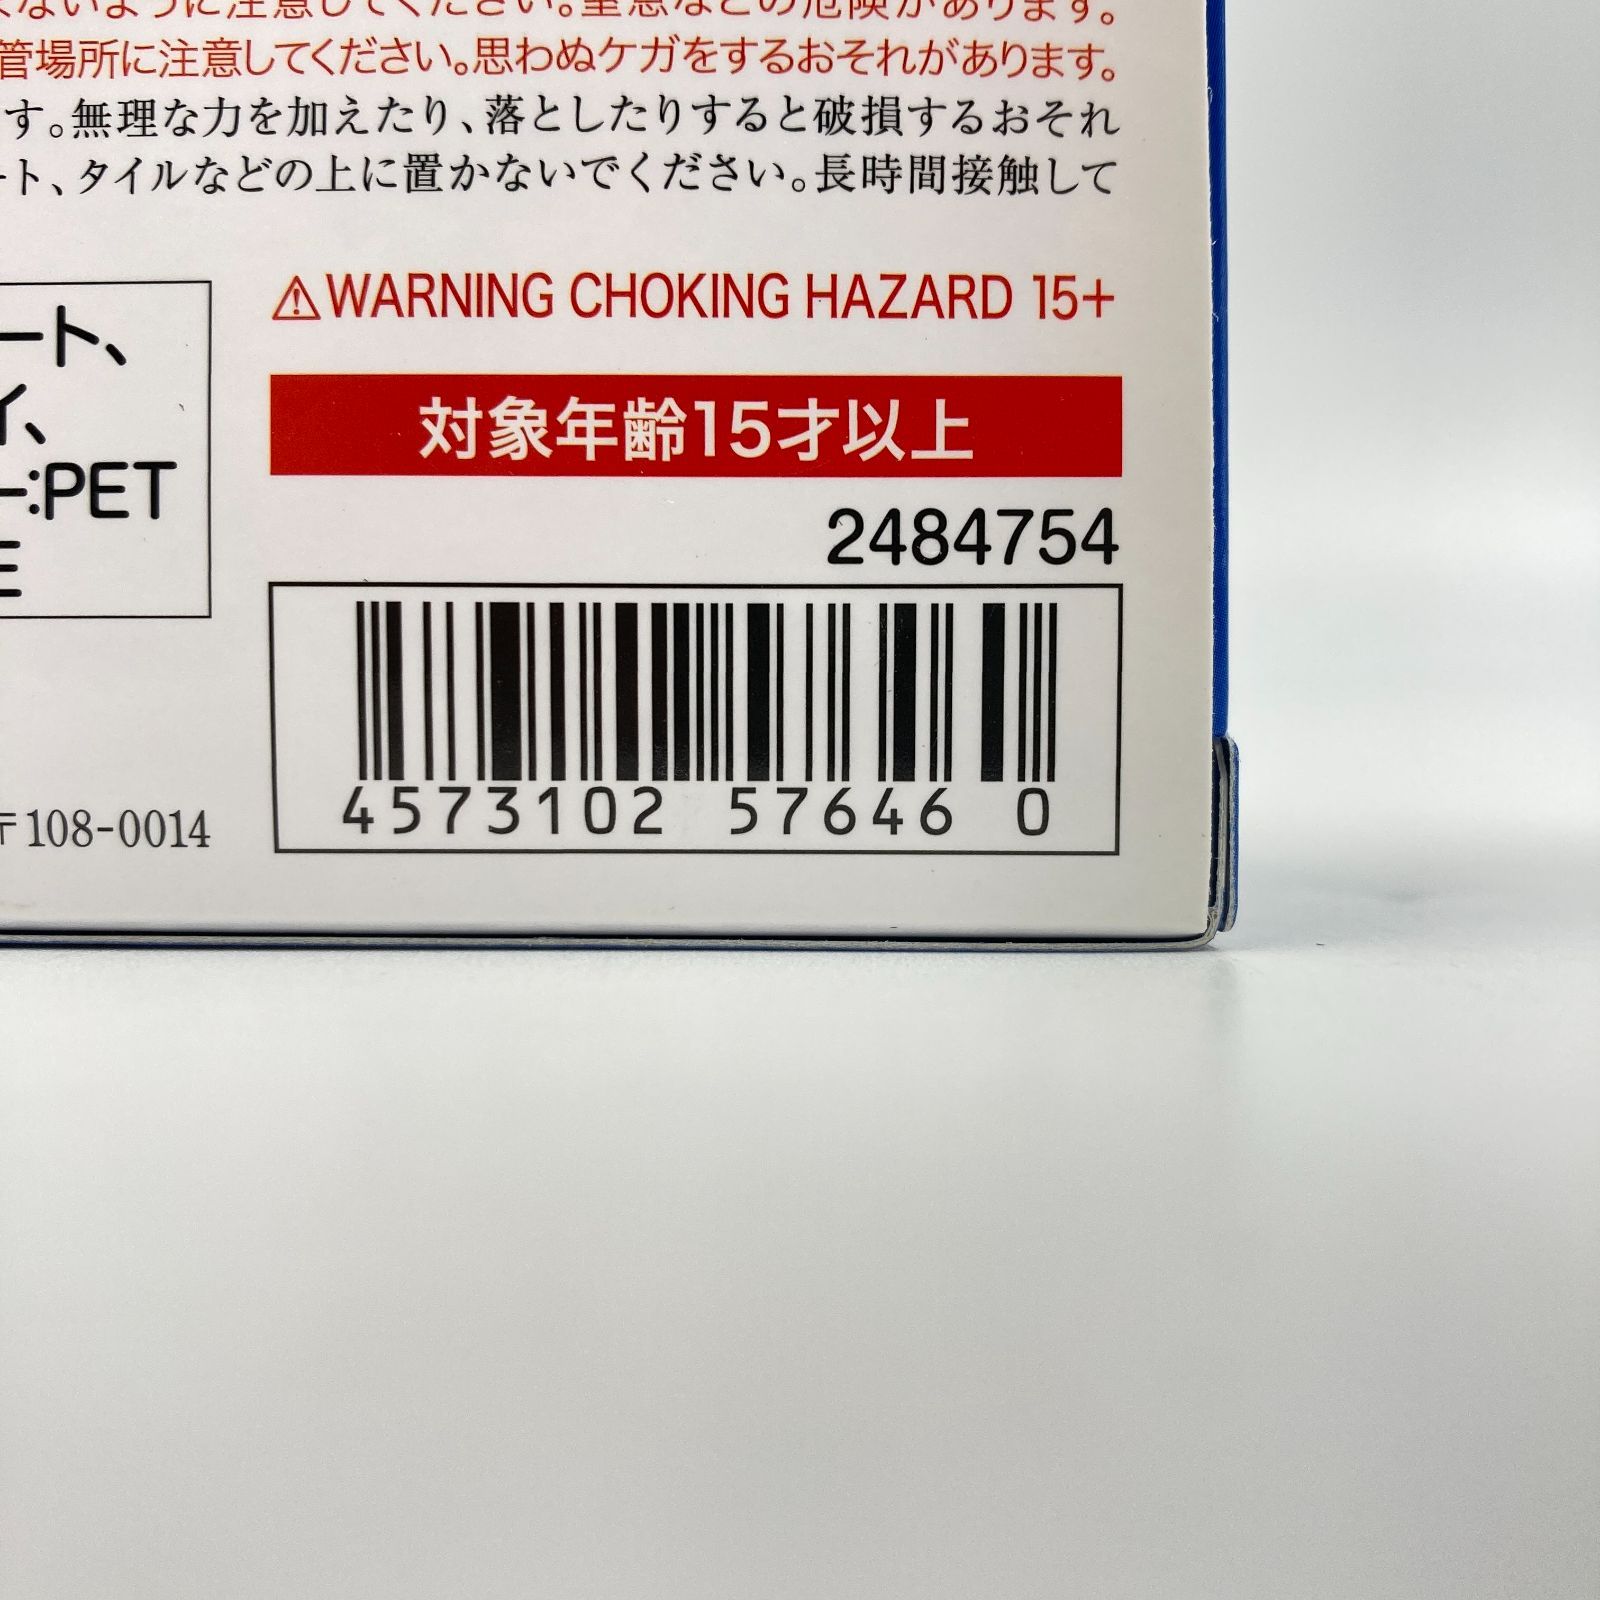 ないように注意してください。窒息などの危険があります。
管場所に注意してください。思わぬケガをするおそれがあります。
す。無理な力を加えたり、落としたりすると破損するおそれ
ート、タイルなどの上に置かないでください。長時間接触して
⚠WARNING CHOKING HAZARD 15+
ート、
イ、
ー:PET
E
対象年齢15才以上
2484754
4573102 57646 0
〒108-0014